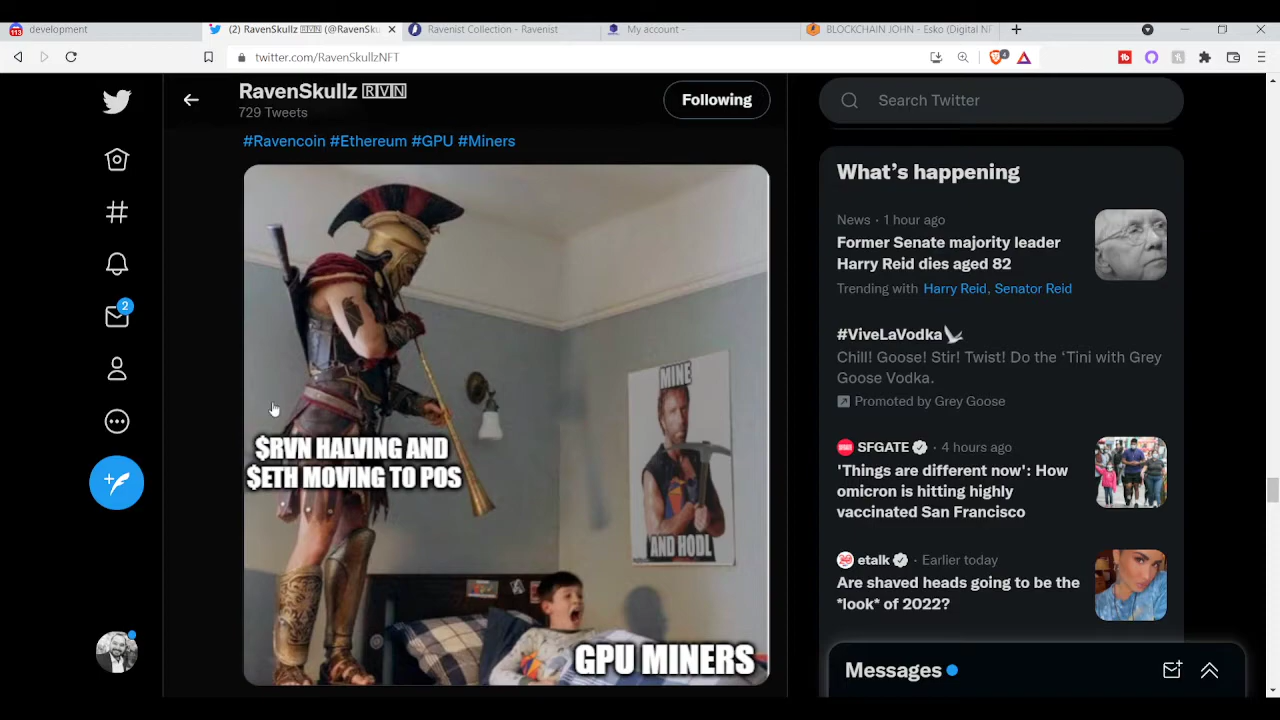 113
development
(2) RavenSkullz 🅁🅅🄽 (@RavenSku
Ravenist Collection - Ravenist
My account -
BLOCKCHAIN JOHN - Esko (Digital NF
twitter.com/RavenSkullzNFT
4
RavenSkullz 🅁🅅🄽
729 Tweets
Following
Search Twitter
#Ravencoin #Ethereum #GPU #Miners
2
MINE
AND HODL
$RVN HALVING AND
$ETH MOVING TO POS
GPU MINERS
What's happening
News · 1 hour ago
Former Senate majority leader
Harry Reid dies aged 82
Trending with Harry Reid, Senator Reid
#ViveLaVodka
Chill! Goose! Stir! Twist! Do the ‘Tini with Grey
Goose Vodka.
Promoted by Grey Goose
SFGATE · 4 hours ago
'Things are different now': How
omicron is hitting highly
vaccinated San Francisco
etalk · Earlier today
Are shaved heads going to be the
*look* of 2022?
Messages